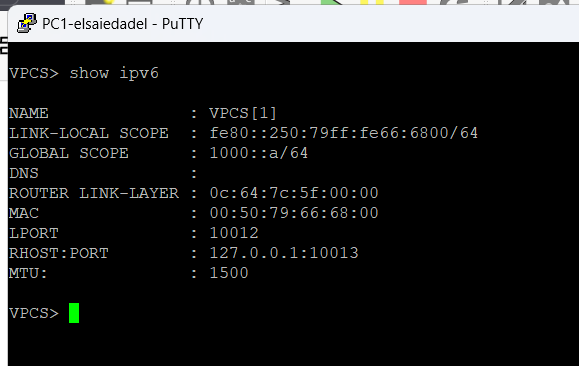 PC1-elsaiedadel - PuTTY
VPCS> show ipv6
NAME : VPCS[1]
LINK-LOCAL SCOPE : fe80::250:79ff:fe66:6800/64
GLOBAL SCOPE : 1000::a/64
DNS :
ROUTER LINK-LAYER : 0c:64:7c:5f:00:00
MAC : 00:50:79:66:68:00
LPORT : 10012
RHOST:PORT : 127.0.0.1:10013
MTU: : 1500
VPCS>